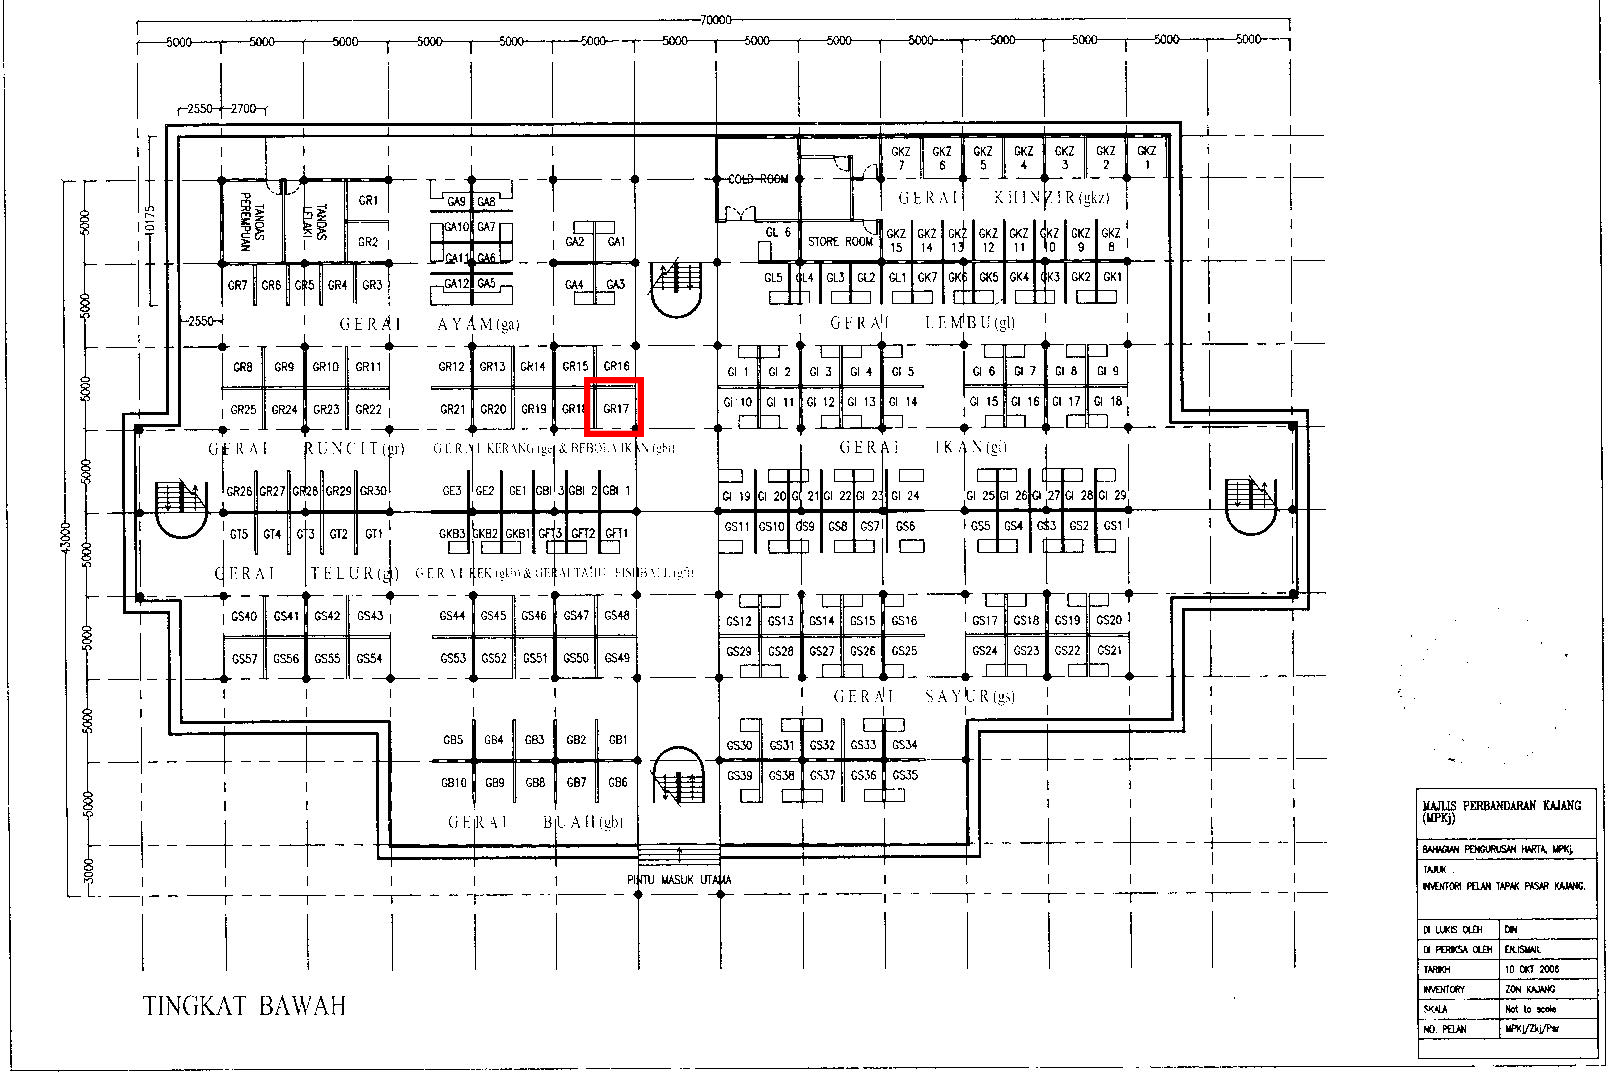 70000
5000 5000 5000 5000 5000 5000 5000 5000 5000 5000 5000 5000 5000 5000
2550 2700
GKZ 7 GKZ 6 GKZ 5 GKZ 4 GKZ 3 GKZ 2 GKZ 1
COLD ROOM
GERAI KHINZIR(gkz)
TANDAS PEREMPUAN
TANDAS LELAKI
GR1
GR2
GA9 GA8
GA10 GA7
GA11 GA6
GA12 GA5
GA2 GA1
GA4 GA3
GL 6
STORE ROOM
GKZ 15 GKZ 14 GKZ 13 GKZ 12 GKZ 11 GKZ 10 GKZ 9 GKZ 8
GR7 GR6 GR5 GR4 GR3
GL5 GL4 GL3 GL2 GL1 GK7 GK6 GK5 GK4 GK3 GK2 GK1
10175
2550
GERAI AYAM(ga)
GERAI LEMBU(gl)
GR8 GR9 GR10 GR11 GR12 GR13 GR14 GR15 GR16
GI 1 GI 2 GI 3 GI 4 GI 5 GI 6 GI 7 GI 8 GI 9
GR25 GR24 GR23 GR22 GR21 GR20 GR19 GR18 GR17
GI 10 GI 11 GI 12 GI 13 GI 14 GI 15 GI 16 GI 17 GI 18
GERAI RUNCIT(gr)
GERAI KERANG(ge) & BEBOLA IKAN(gbi)
GERAI IKAN(gi)
GR26 GR27 GR28 GR29 GR30 GE3 GE2 GE1 GBI 3 GBI 2 GBI 1
GI 19 GI 20 GI 21 GI 22 GI 23 GI 24 GI 25 GI 26 GI 27 GI 28 GI 29
GT5 GT4 GT3 GT2 GT1 GKB3 GKB2 GKB1 GFT3 GFT2 GFT1
GS11 GS10 GS9 GS8 GS7 GS6 GS5 GS4 GS3 GS2 GS1
GERAI TELUR(gt)
GERAI KEK(gkb) & GERAI TAHU FISHBALL(gft)
GS40 GS41 GS42 GS43 GS44 GS45 GS46 GS47 GS48
GS12 GS13 GS14 GS15 GS16 GS17 GS18 GS19 GS20
GS57 GS56 GS55 GS54 GS53 GS52 GS51 GS50 GS49
GS29 GS28 GS27 GS26 GS25 GS24 GS23 GS22 GS21
GERAI SAYUR(gs)
GB5 GB4 GB3 GB2 GB1
GS30 GS31 GS32 GS33 GS34
GB10 GB9 GB8 GB7 GB6
GS39 GS38 GS37 GS36 GS35
GERAI BUAH(gb)
PINTU MASUK UTAMA
5000
5000
5000
5000
5000
5000
5000
5000
3000
43000
TINGKAT BAWAH
MAJLIS PERBANDARAN KAJANG
(MPKj)
BAHAGIAN PENGURUSAN HARTA, MPKj,
TAJUK .
INVENTORI PELAN TAPAK PASAR KAJANG.
DI LUKIS OLEH DIN
DI PERIKSA OLEH EN.ISMAIL
TARIKH 10 OKT 2006
INVENTORY ZON KAJANG
SKALA Not to scale
NO. PELAN MPKj/Zkj/Psr